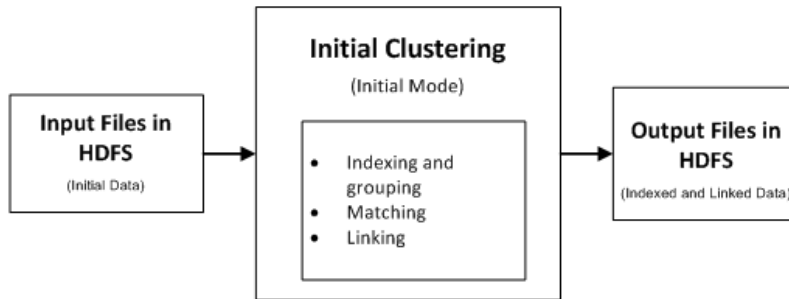 Input Files in
HDFS
(Initial Data)
Initial Clustering
(Initial Mode)
• Indexing and
grouping
• Matching
• Linking
Output Files in
HDFS
(Indexed and Linked Data)